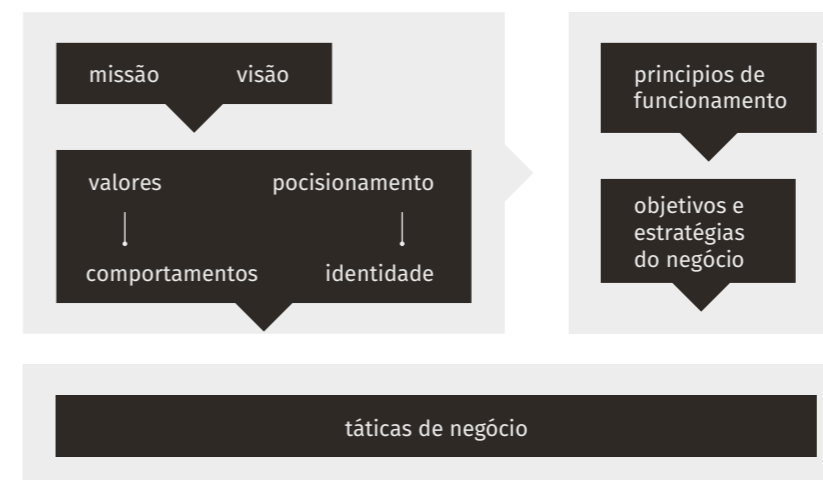 missão visão
valores pocisionamento
comportamentos identidade
principios de
funcionamento
objetivos e
estratégias
do negócio
táticas de negócio